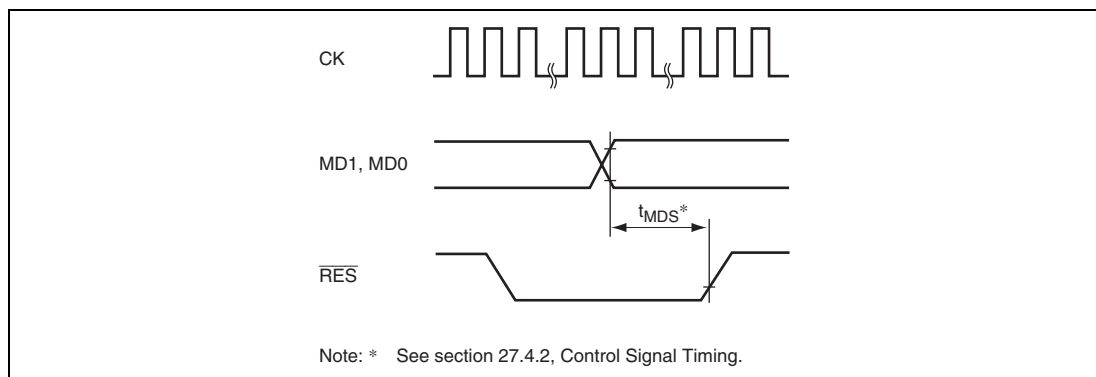 CK
MD1, MD0
tMDS*
RES
Note: * See section 27.4.2, Control Signal Timing.